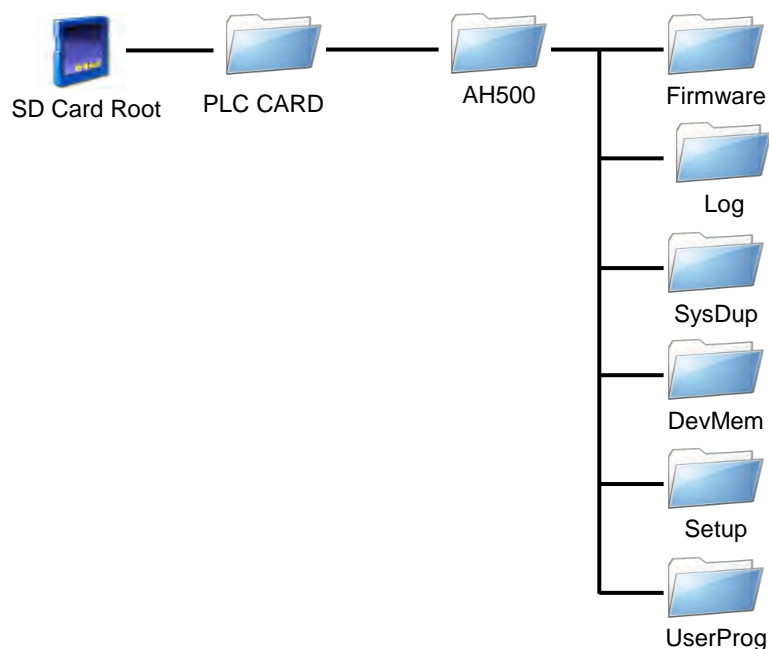 SD Card Root
PLC CARD
AH500
Firmware
Log
SysDup
DevMem
Setup
UserProg